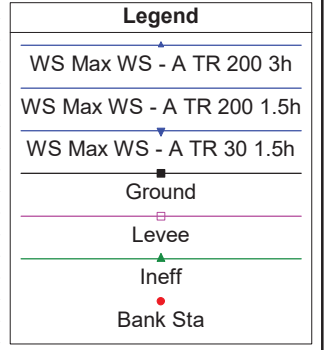 Legend
WS Max WS - A TR 200 3h
WS Max WS - A TR 200 1.5h
WS Max WS - A TR 30 1.5h
Ground
Levee
Ineff
Bank Sta